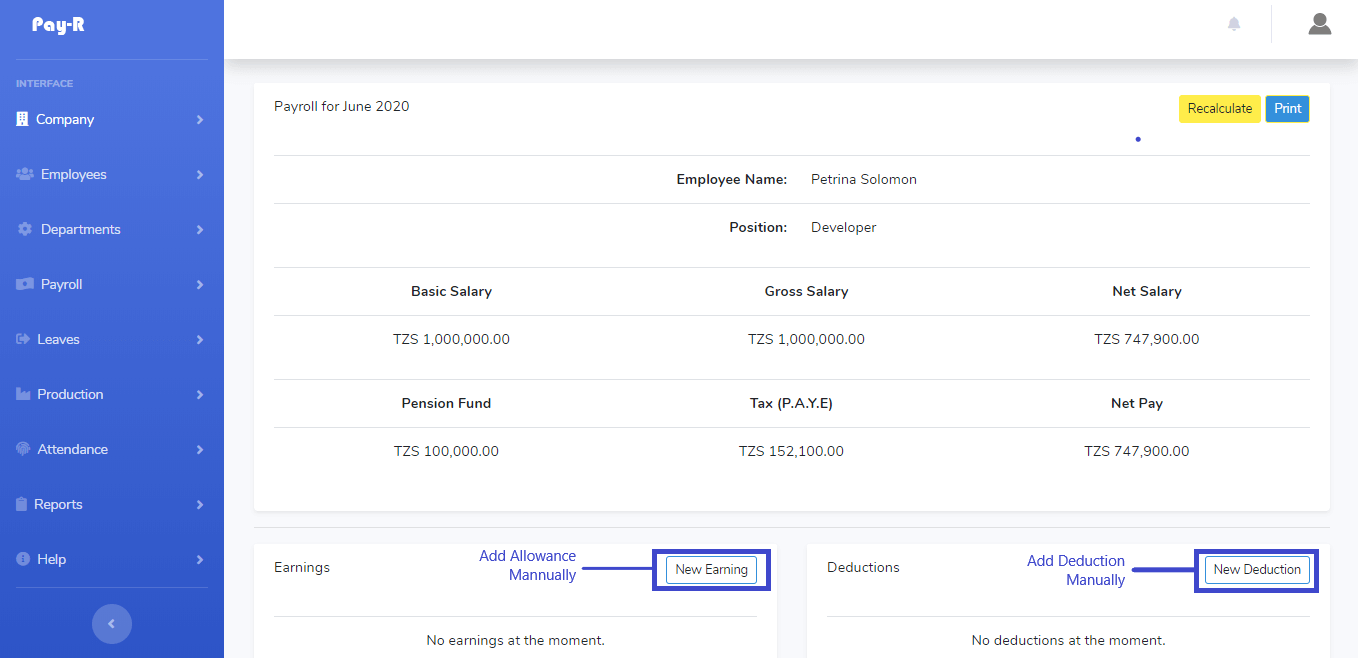 Pay-R
INTERFACE
Company
Employees
Departments
Payroll
Leaves
Production
Attendance
Reports
Help
Payroll for June 2020
Recalculate Print
Employee Name: Petrina Solomon
Position: Developer
Basic Salary Gross Salary Net Salary
TZS 1,000,000.00 TZS 1,000,000.00 TZS 747,900.00
Pension Fund Tax (P.A.Y.E) Net Pay
TZS 100,000.00 TZS 152,100.00 TZS 747,900.00
Earnings
Add Allowance
Mannually
New Earning
No earnings at the moment.
Deductions
Add Deduction
Manually
New Deduction
No deductions at the moment.